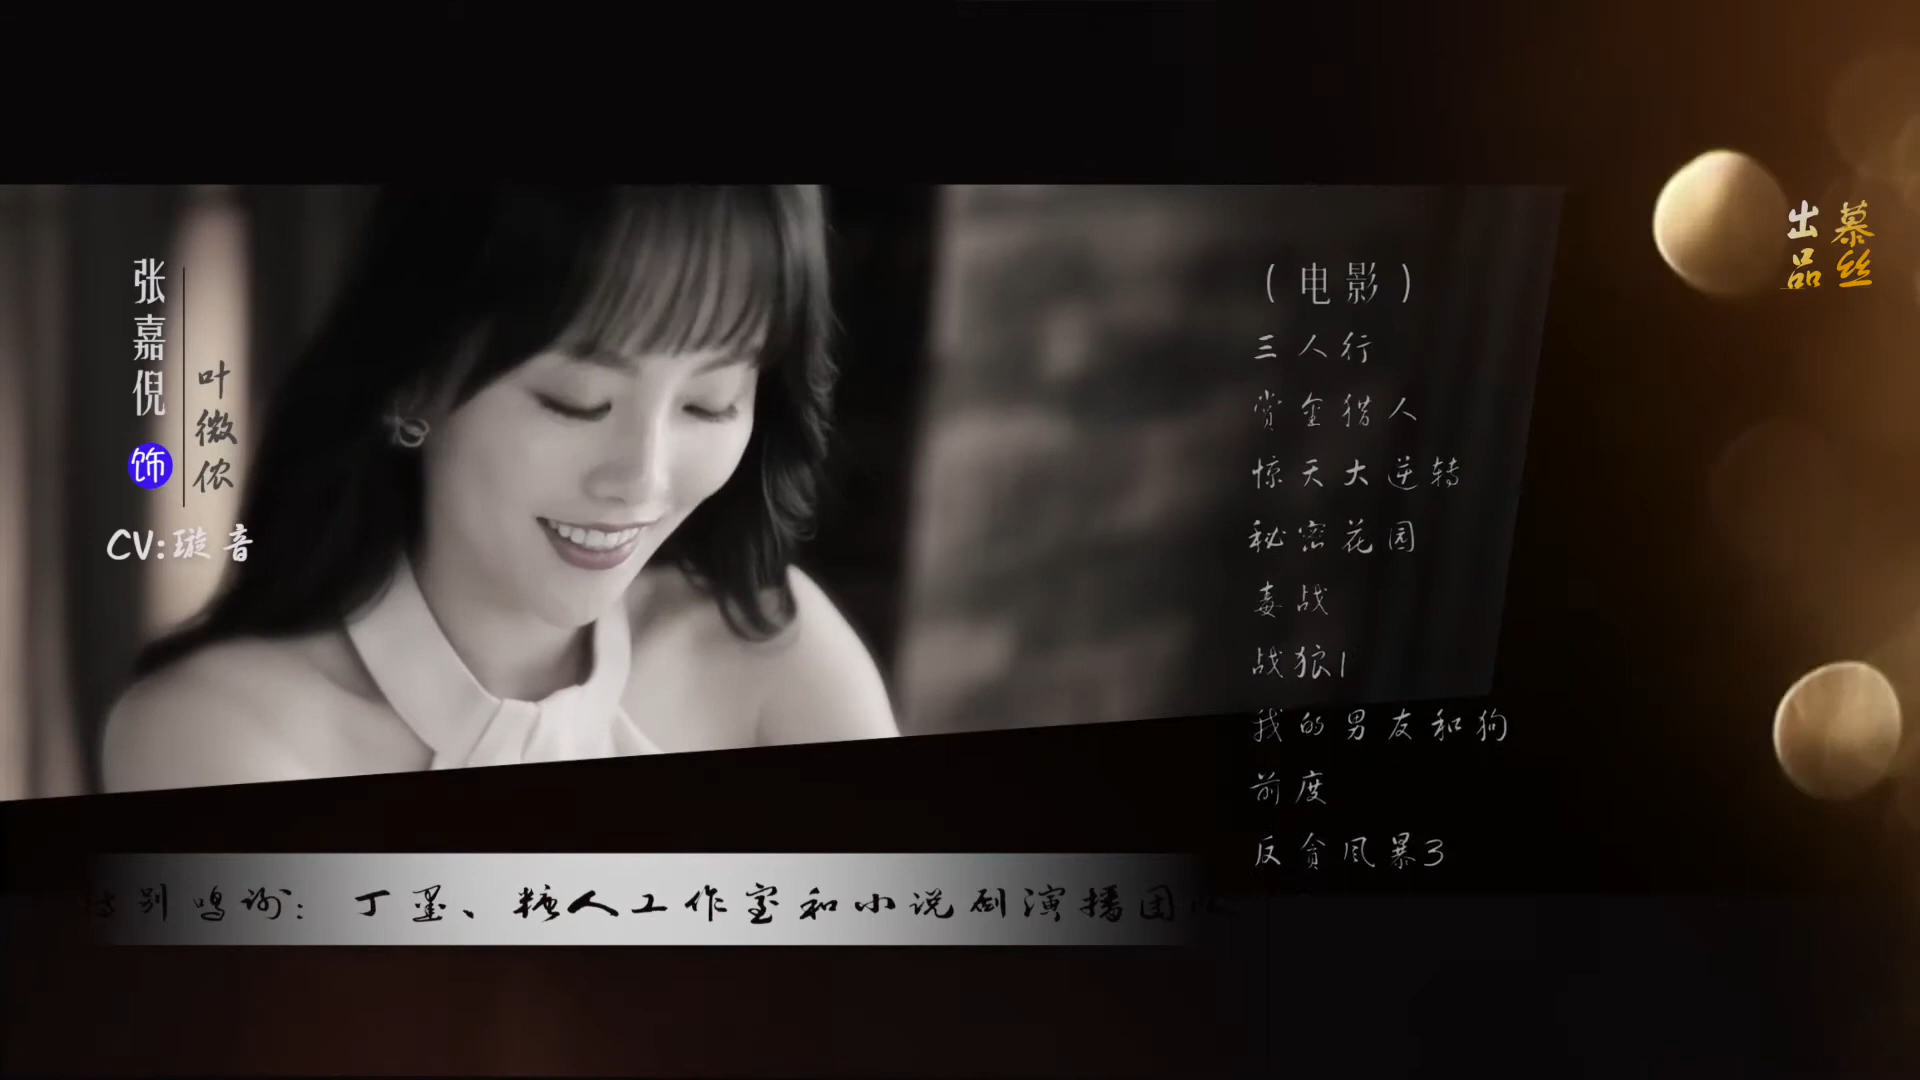 张嘉倪
饰
叶微侬
CV:璇音
(电影)
三人行
赏金猎人
惊天大逆转
秘密花园
毒战
战狼1
我的男友和狗
前度
反贪风暴3
慕丝
出品
特别鸣谢：丁墨、糖人工作室和小说剧演播团队